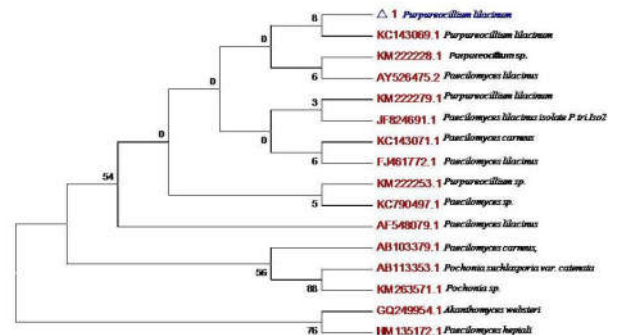 8 △ 1 Purpureocillium lilacinum
KC143069.1 Purpureocillium lilacinum
0
KM222228.1 Purpureocillium sp.
6 AY526475.2 Paecilomyces lilacinus
0
KM222279.1 Purpureocillium lilacinum
3
JF824691.1 Paecilomyces lilacinus isolate P.tri.Iso2
0
0 KC143071.1 Paecilomyces carneus
6 FJ461772.1 Paecilomyces lilacinus
54 KM222253.1 Purpureocillium sp.
5 KC790497.1 Paecilomyces sp.
AF548079.1 Paecilomyces lilacinus
AB103379.1 Paecilomyces carneus,
56 AB113353.1 Pochonia suchlasporia var. catenata
88 KM263571.1 Pochonia sp.
GQ249954.1 Akanthomyces websteri
76 HM135172.1 Paecilomyces hepiali